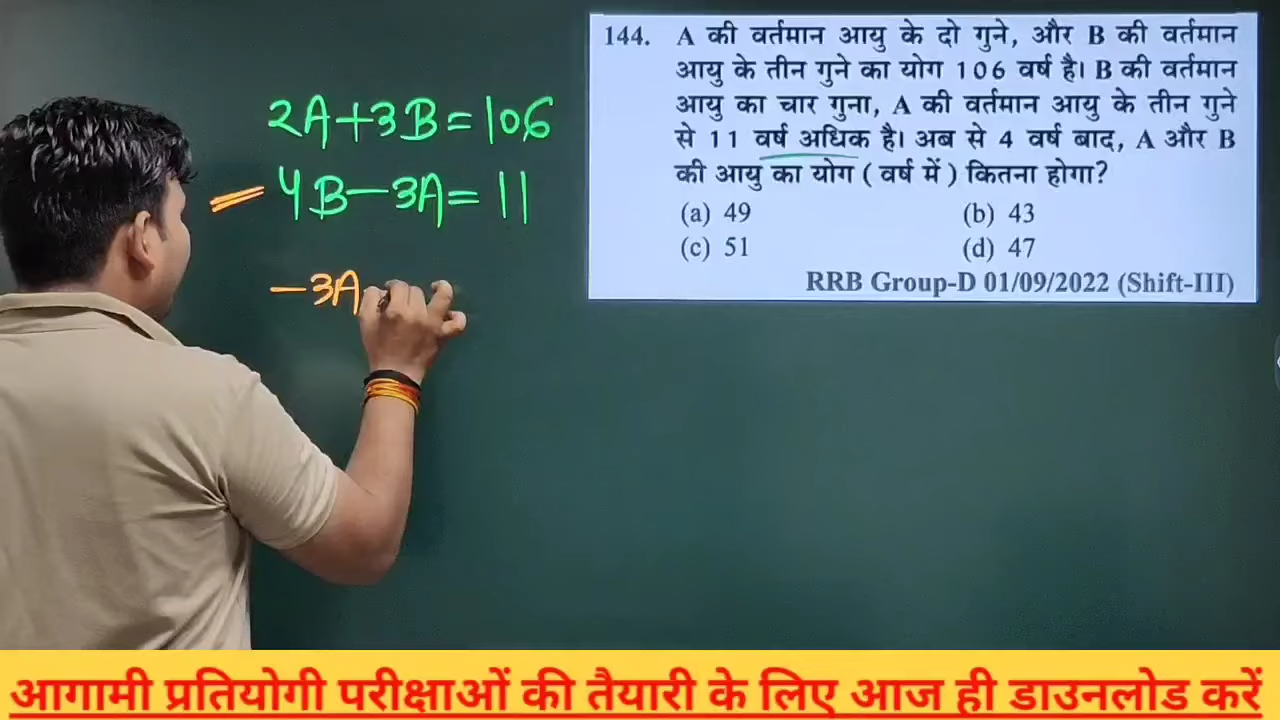 2A+3B=106
4B-3A=11
-3A
144. A की वर्तमान आयु के दो गुने, और B की वर्तमान
आयु के तीन गुने का योग 106 वर्ष है। B की वर्तमान
आयु का चार गुना, A की वर्तमान आयु के तीन गुने
से 11 वर्ष अधिक है। अब से 4 वर्ष बाद, A और B
की आयु का योग ( वर्ष में ) कितना होगा?
(a) 49 (b) 43
(c) 51 (d) 47
RRB Group-D 01/09/2022 (Shift-III)
आगामी प्रतियोगी परीक्षाओं की तैयारी के लिए आज ही डाउनलोड करें